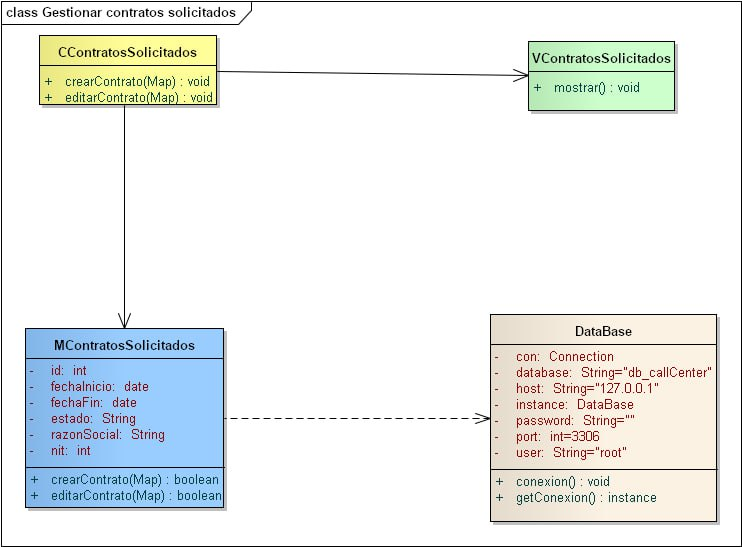 class Gestionar contratos solicitados
CContratosSolicitados
+ crearContrato(Map) : void
+ editarContrato(Map) : void
VContratosSolicitados
+ mostrar() : void
MContratosSolicitados
- id: int
- fechaInicio: date
- fechaFin: date
- estado: String
- razonSocial: String
- nit: int
+ crearContrato(Map) : boolean
+ editarContrato(Map) : boolean
DataBase
- con: Connection
- database: String="db_callCenter"
- host: String="127.0.0.1"
- instance: DataBase
- password: String=""
- port: int=3306
- user: String="root"
+ conexion() : void
+ getConexion() : instance